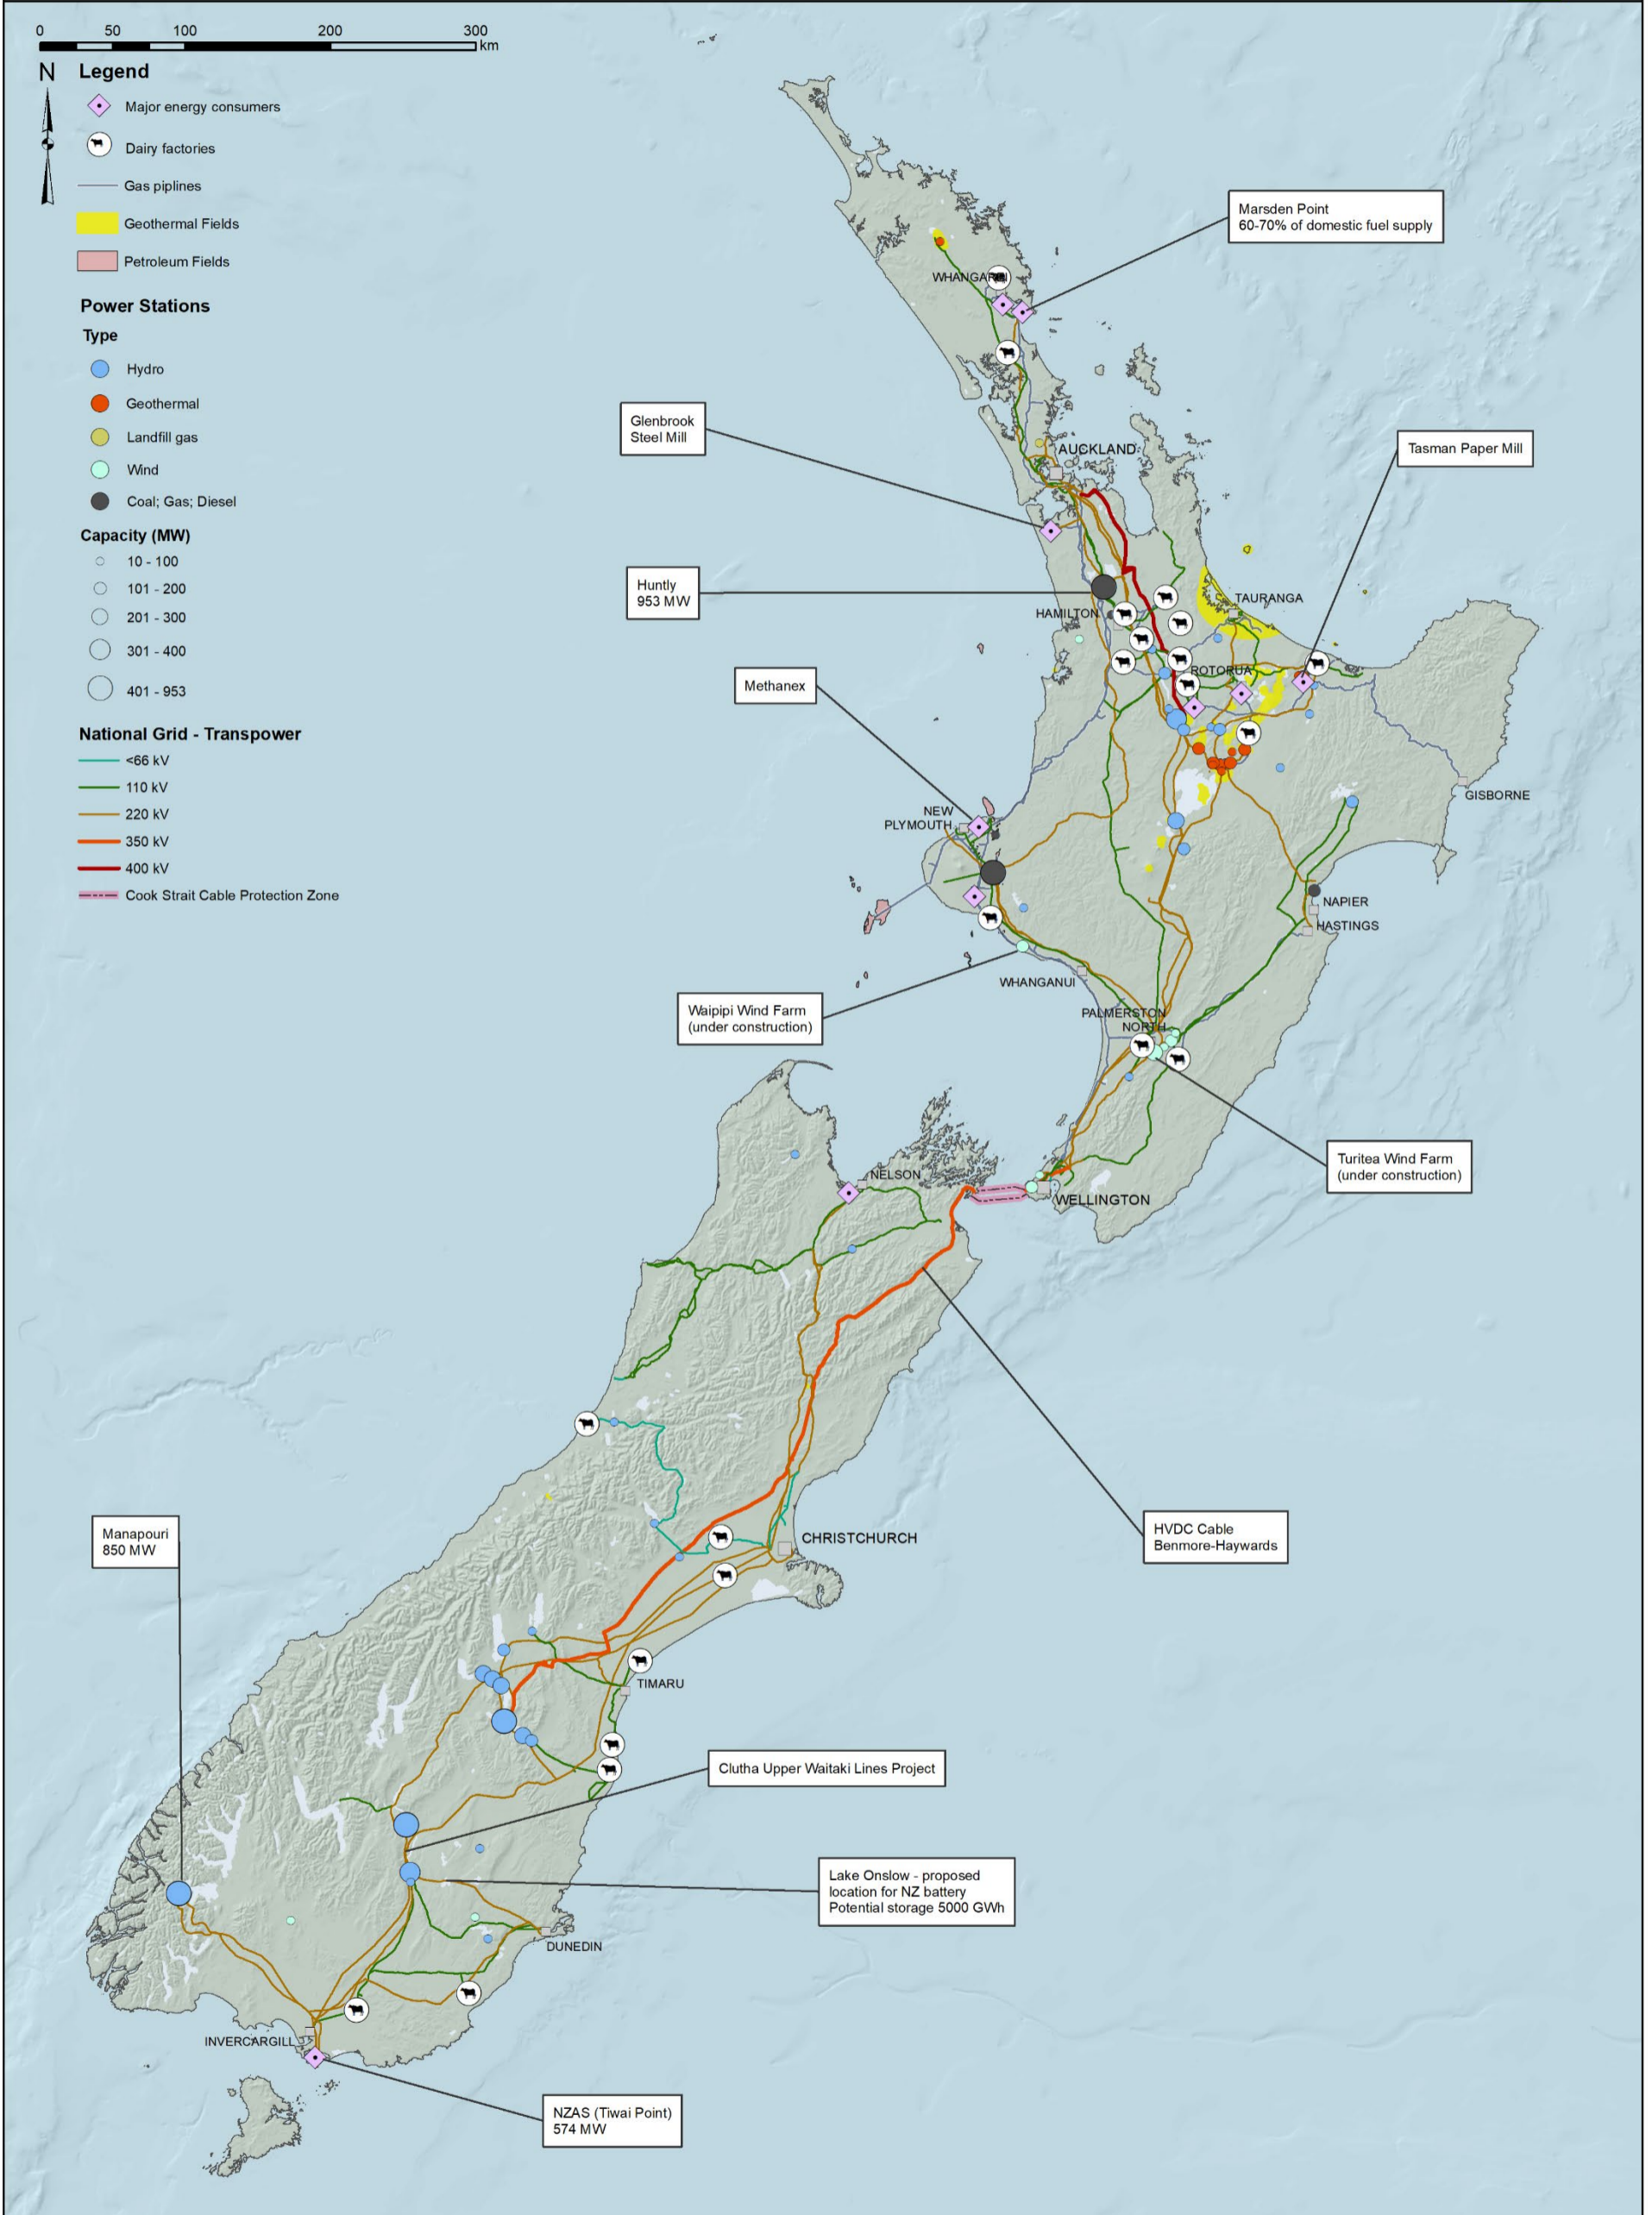 0 50 100 200 300
km
N
Legend
Major energy consumers
Dairy factories
Gas piplines
Geothermal Fields
Petroleum Fields
Power Stations
Type
Hydro
Geothermal
Landfill gas
Wind
Coal; Gas; Diesel
Capacity (MW)
10 - 100
101 - 200
201 - 300
301 - 400
401 - 953
National Grid - Transpower
<66 kV
110 kV
220 kV
350 kV
400 kV
Cook Strait Cable Protection Zone
Marsden Point
60-70% of domestic fuel supply
WHANGAREI
Glenbrook
Steel Mill
AUCKLAND
Tasman Paper Mill
Huntly
953 MW
HAMILTON
TAURANGA
ROTORUA
Methanex
NEW
PLYMOUTH
GISBORNE
NAPIER
HASTINGS
WHANGANUI
Waipipi Wind Farm
(under construction)
PALMERSTON
NORTH
Turitea Wind Farm
(under construction)
NELSON
WELLINGTON
HVDC Cable
Benmore-Haywards
CHRISTCHURCH
Manapouri
850 MW
TIMARU
Clutha Upper Waitaki Lines Project
Lake Onslow - proposed
location for NZ battery
Potential storage 5000 GWh
DUNEDIN
INVERCARGILL
NZAS (Tiwai Point)
574 MW